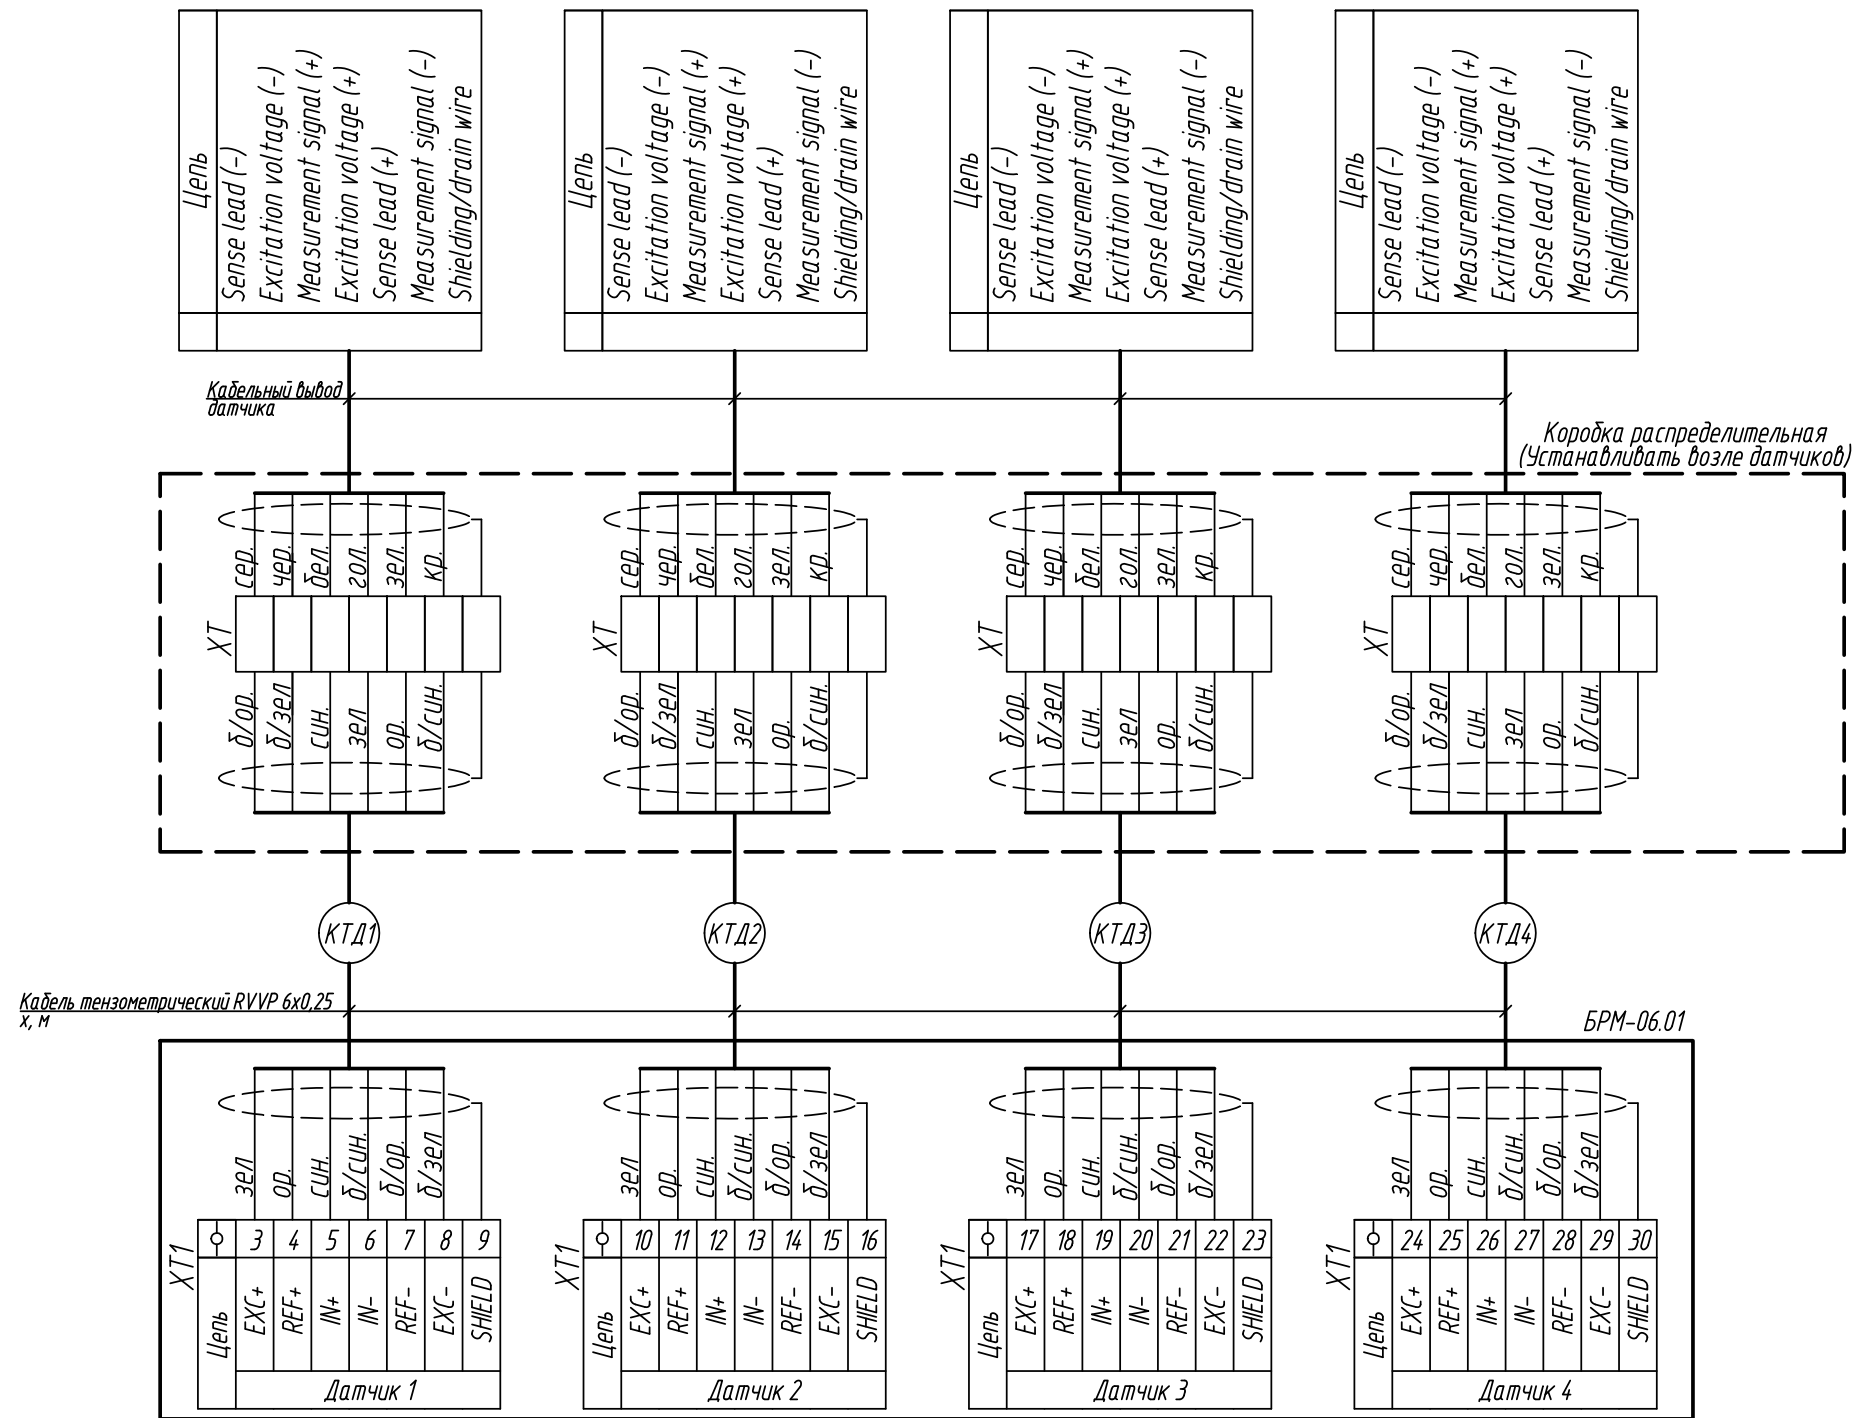 Цепь
Sense lead (-)
Excitation voltage (-)
Measurement signal (+)
Excitation voltage (+)
Sense lead (+)
Measurement signal (-)
Shielding/drain wire
Цепь
Sense lead (-)
Excitation voltage (-)
Measurement signal (+)
Excitation voltage (+)
Sense lead (+)
Measurement signal (-)
Shielding/drain wire
Цепь
Sense lead (-)
Excitation voltage (-)
Measurement signal (+)
Excitation voltage (+)
Sense lead (+)
Measurement signal (-)
Shielding/drain wire
Цепь
Sense lead (-)
Excitation voltage (-)
Measurement signal (+)
Excitation voltage (+)
Sense lead (+)
Measurement signal (-)
Shielding/drain wire
Кабельный вывод
датчика
Коробка распределительная
(Устанавливать возле датчиков)
сер.
чер.
бел.
гол.
зел.
кр.
сер.
чер.
бел.
гол.
зел.
кр.
сер.
чер.
бел.
гол.
зел.
кр.
сер.
чер.
бел.
гол.
зел.
кр.
XT
XT
XT
XT
б/ор.
б/зел
син.
зел
ор.
б/син.
б/ор.
б/зел
син.
зел
ор.
б/син.
б/ор.
б/зел
син.
зел
ор.
б/син.
б/ор.
б/зел
син.
зел
ор.
б/син.
КТД1
КТД2
КТД3
КТД4
Кабель тензометрический RVVP 6x0,25
x, м
БРМ-06.01
зел
ор.
син.
б/син.
б/ор.
б/зел
зел
ор.
син.
б/син.
б/ор.
б/зел
зел
ор.
син.
б/син.
б/ор.
б/зел
зел
ор.
син.
б/син.
б/ор.
б/зел
XT1
3 4 5 6 7 8 9
Цепь
EXC+
REF+
IN+
IN-
REF-
EXC-
SHIELD
Датчик 1
XT1
10 11 12 13 14 15 16
Цепь
EXC+
REF+
IN+
IN-
REF-
EXC-
SHIELD
Датчик 2
XT1
17 18 19 20 21 22 23
Цепь
EXC+
REF+
IN+
IN-
REF-
EXC-
SHIELD
Датчик 3
XT1
24 25 26 27 28 29 30
Цепь
EXC+
REF+
IN+
IN-
REF-
EXC-
SHIELD
Датчик 4